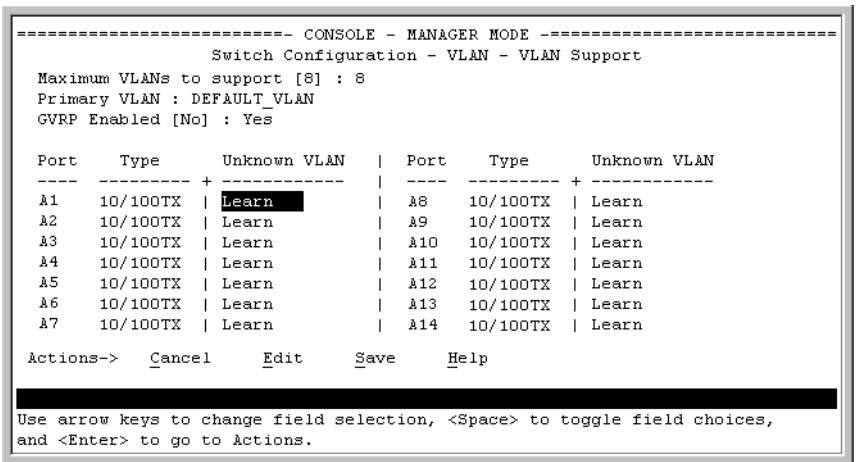 ===========================- CONSOLE - MANAGER MODE -============================
Switch Configuration - VLAN - VLAN Support
Maximum VLANs to support [8] : 8
Primary VLAN : DEFAULT_VLAN
GVRP Enabled [No] : Yes
Port Type Unknown VLAN | Port Type Unknown VLAN
---- --------- + ------------ | ---- --------- + ------------
A1 10/100TX | Learn | A8 10/100TX | Learn
A2 10/100TX | Learn | A9 10/100TX | Learn
A3 10/100TX | Learn | A10 10/100TX | Learn
A4 10/100TX | Learn | A11 10/100TX | Learn
A5 10/100TX | Learn | A12 10/100TX | Learn
A6 10/100TX | Learn | A13 10/100TX | Learn
A7 10/100TX | Learn | A14 10/100TX | Learn
Actions-> Cancel Edit Save Help
Use arrow keys to change field selection, <Space> to toggle field choices,
and <Enter> to go to Actions.